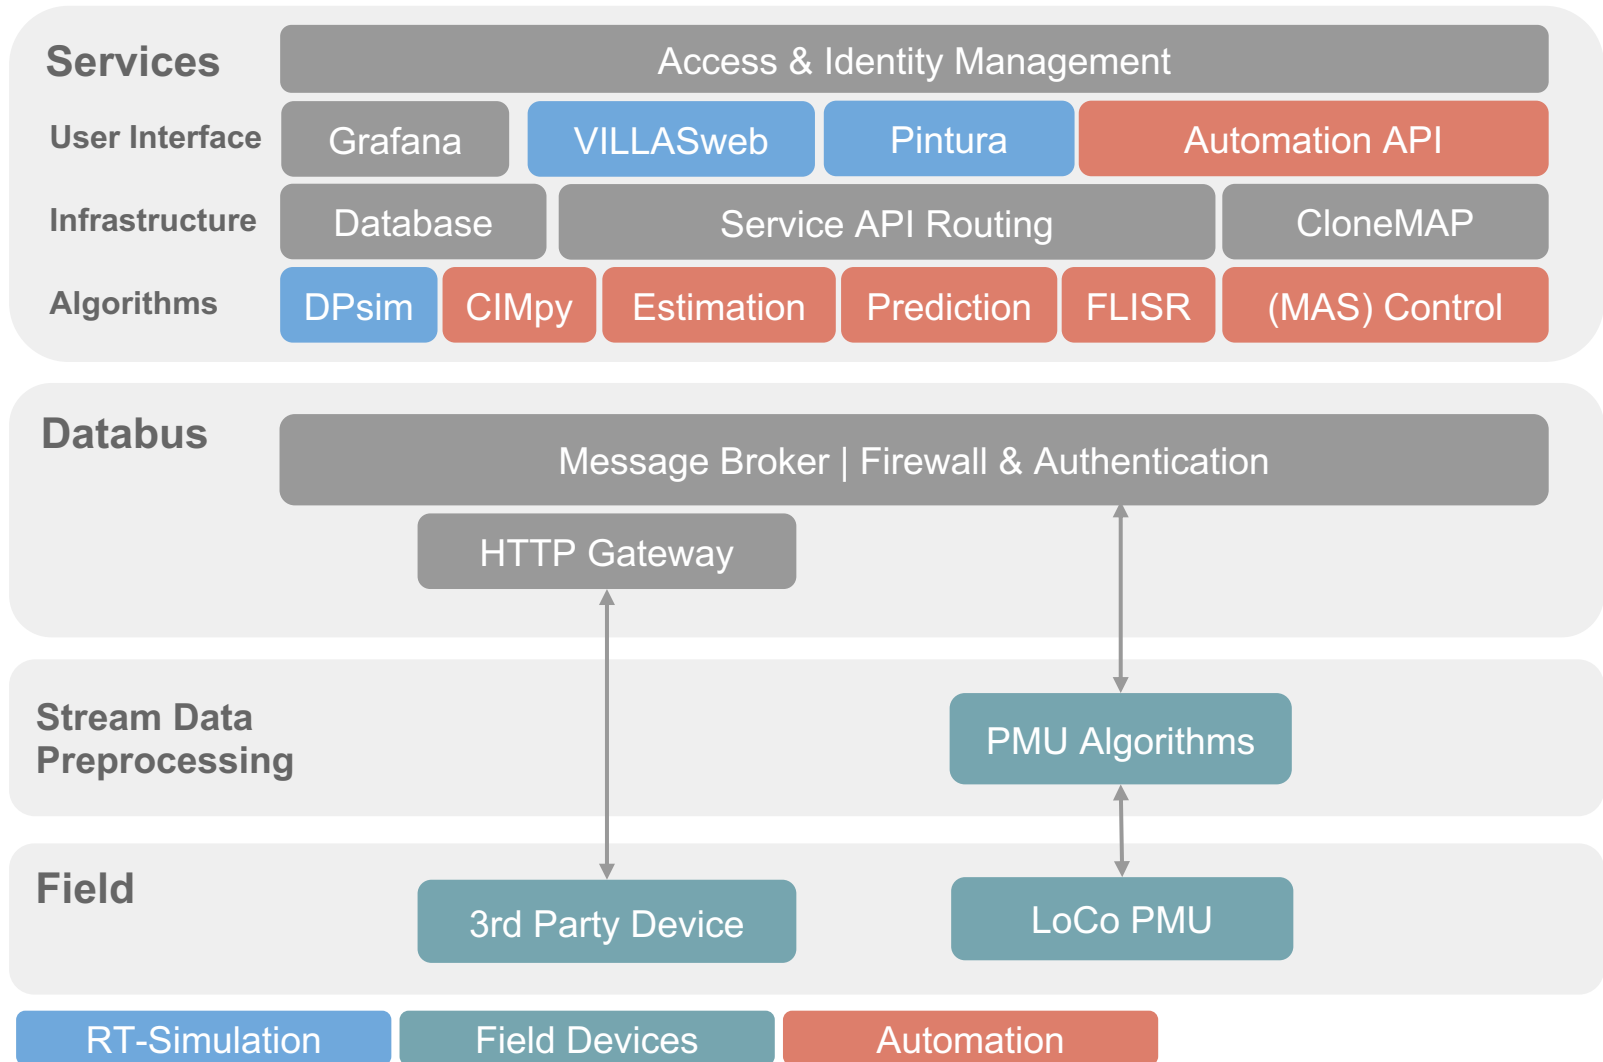 Services
Access & Identity Management
User Interface
Grafana
VILLASweb
Pintura
Automation API
Infrastructure
Database
Service API Routing
CloneMAP
Algorithms
DPsim
CIMpy
Estimation
Prediction
FLISR
(MAS) Control
Databus
Message Broker | Firewall & Authentication
HTTP Gateway
Stream Data
Preprocessing
PMU Algorithms
Field
3rd Party Device
LoCo PMU
RT-Simulation
Field Devices
Automation